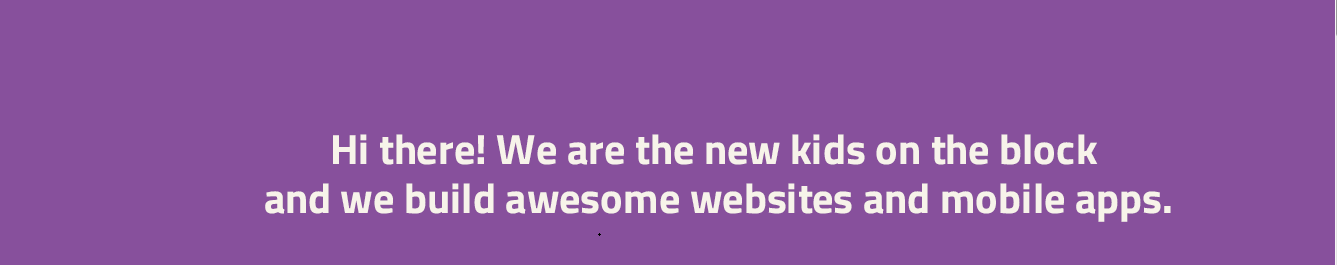 Hi there! We are the new kids on the block
and we build awesome websites and mobile apps.